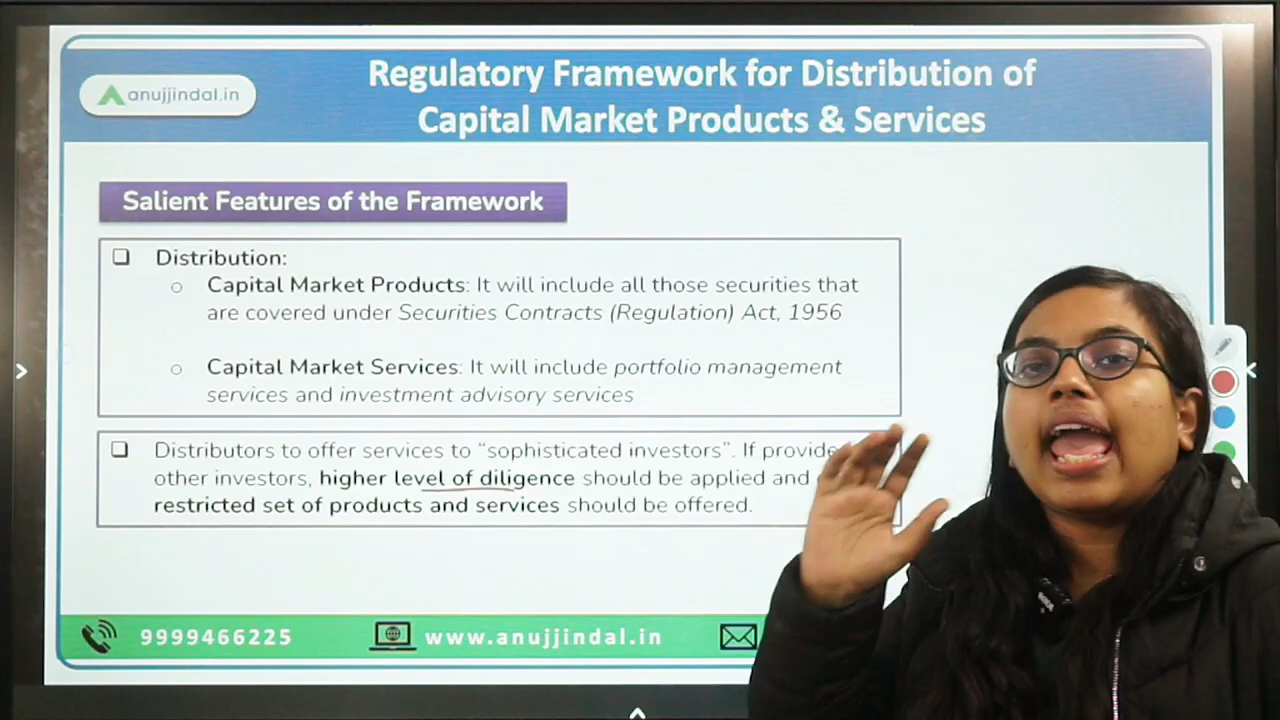 anujjindal.in
Regulatory Framework for Distribution of
Capital Market Products & Services
Salient Features of the Framework
❑ Distribution:
○ Capital Market Products: It will include all those securities that
are covered under Securities Contracts (Regulation) Act, 1956
○ Capital Market Services: It will include portfolio management
services and investment advisory services
❑ Distributors to offer services to “sophisticated investors”. If provide
other investors, higher level of diligence should be applied and
restricted set of products and services should be offered.
9999466225
www.anujjindal.in